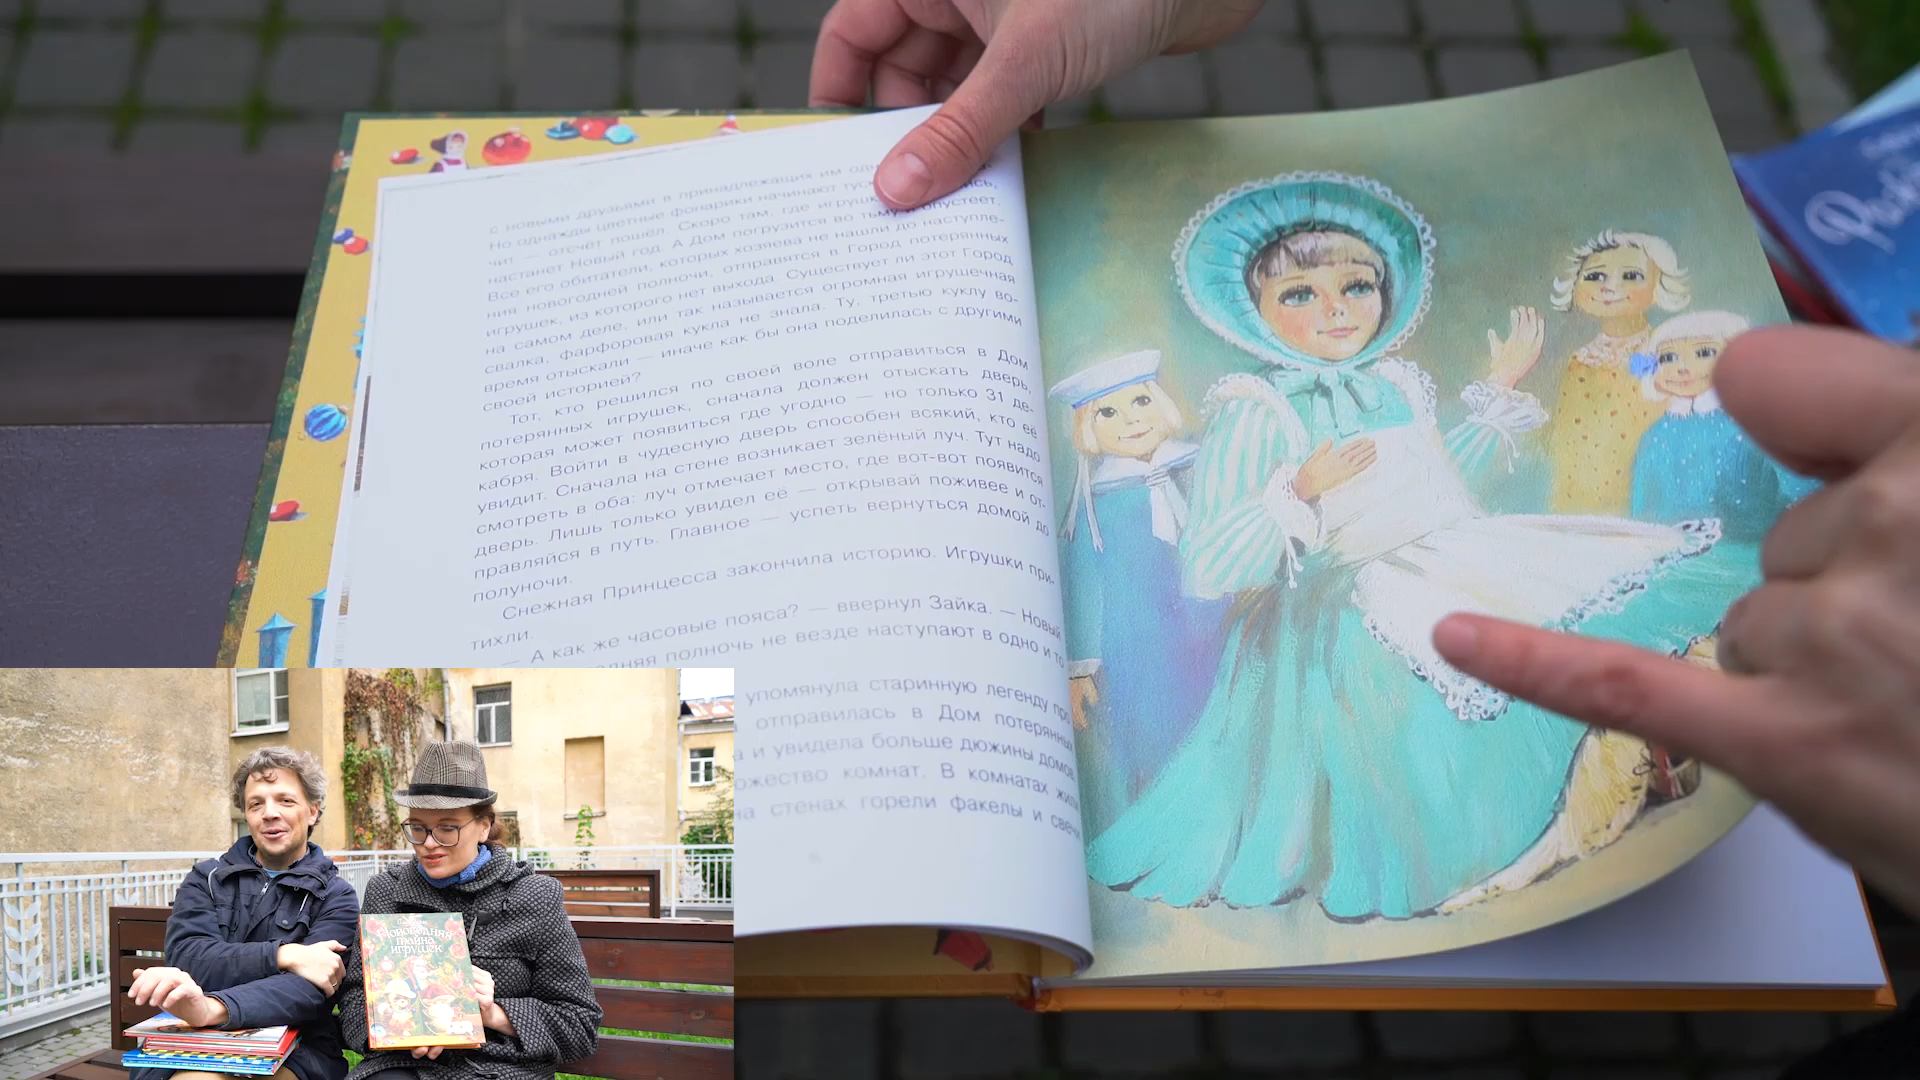 с новыми друзьями в принадлежащих им
Но однажды цветные фонарики начинают
чит — отсчёт пошёл. Скоро там, где
настанет Новый год. А Дом погрузится во тьму и опустеет.
Все его обитатели, которых хозяева не нашли до наступле-
ния новогодней полночи, отправятся в Город потерянных
игрушек, из которого нет выхода. Существует ли этот Город
на самом деле, или так называется огромная игрушечная
свалка, фарфоровая кукла не знала. Ту, третью куклу во-
время отыскали — иначе как бы она поделилась с другими
своей историей?
Тот, кто решился по своей воле отправиться в Дом
потерянных игрушек, сначала должен отыскать дверь,
которая может появиться где угодно — но только 31 де-
кабря. Войти в чудесную дверь способен всякий, кто её
увидит. Сначала на стене возникает зелёный луч. Тут надо
смотреть в оба: луч отмечает место, где вот-вот появится
дверь. Лишь только увидел её — открывай поживее и от-
правляйся в путь. Главное — успеть вернуться домой до
полуночи.
Снежная Принцесса закончила историю. Игрушки при-
тихли.
— А как же часовые пояса? — ввернул Зайка. — Новый
полночь не везде наступают в одно и то
упомянула старинную легенду про
отправилась в Дом потерянных
и увидела больше дюжины домов,
комнат. В комнатах жили
на стенах горели факелы и свечи
Новогодняя
тайна
игрушек